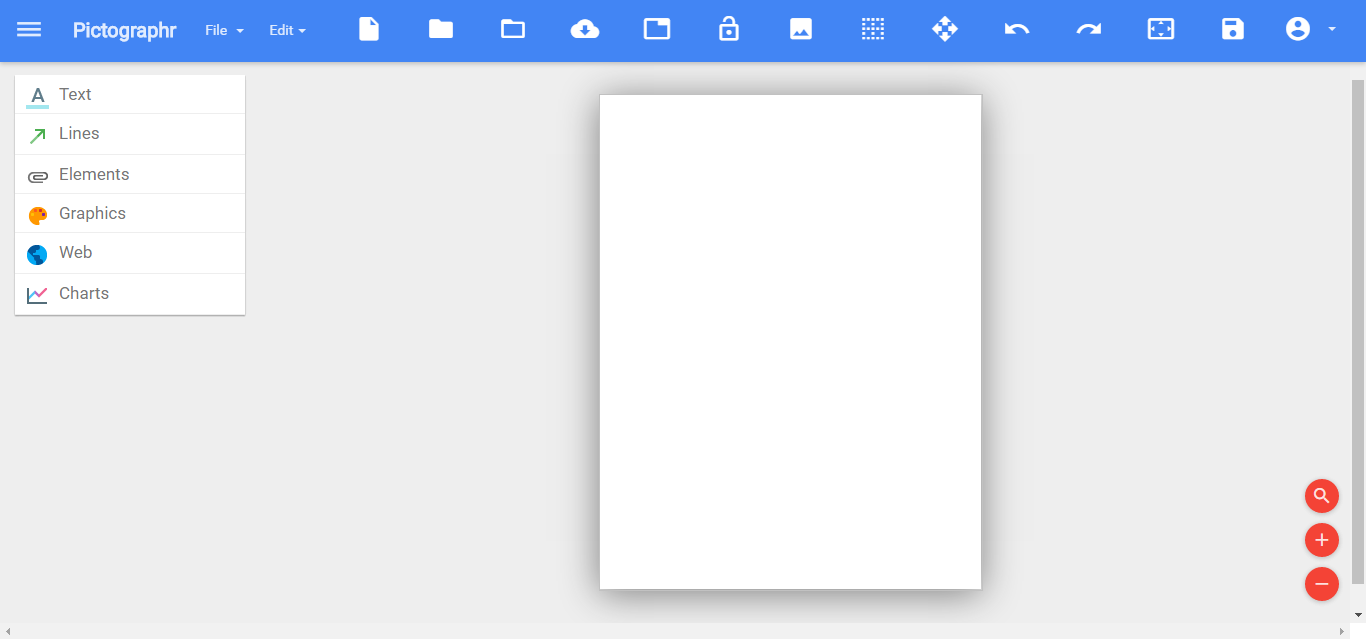 Pictographr File Edit
A Text
Lines
Elements
Graphics
Web
Charts